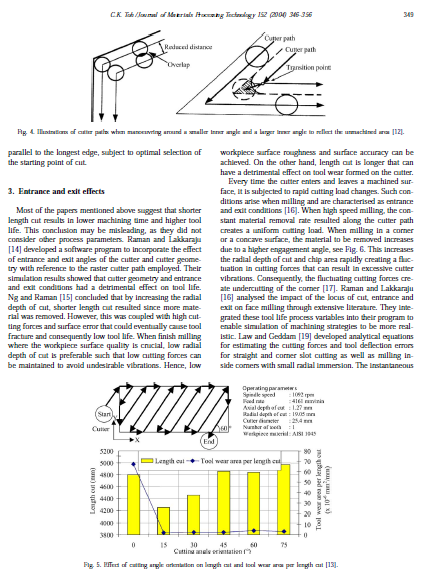 C.K. Toh / Journal of Materials Processing Technology 152 (2004) 346–356
349
Reduced distance
Overlap
Cutter path
Cutter path
Transition point
Fig. 4. Illustrations of cutter paths when manoeuvring around a smaller inner angle and a larger inner angle to reflect the unmachined area [12].
parallel to the longest edge, subject to optimal selection of
the starting point of cut.
3. Entrance and exit effects
Most of the papers mentioned above suggest that shorter
length cut results in lower machining time and higher tool
life. This conclusion may be misleading, as they did not
consider other process parameters. Raman and Lakkaraju
[14] developed a software program to incorporate the effect
of entrance and exit angles of the cutter and cutter geome-
try with reference to the raster cutter path employed. Their
simulation results showed that cutter geometry and entrance
and exit conditions had a detrimental effect on tool life.
Ng and Raman [15] concluded that by increasing the radial
depth of cut, shorter length cut resulted since more mate-
rial was removed. However, this was coupled with high cut-
ting forces and surface error that could eventually cause tool
fracture and consequently low tool life. When finish milling
where the workpiece surface quality is crucial, low radial
depth of cut is preferable such that low cutting forces can
be maintained to avoid undesirable vibrations. Hence, low
workpiece surface roughness and surface accuracy can be
achieved. On the other hand, length cut is longer that can
have a detrimental effect on tool wear formed on the cutter.
Every time the cutter enters and leaves a machined sur-
face, it is subjected to rapid cutting load changes. Such con-
ditions arise when milling and are characterised as entrance
and exit conditions [16]. When high speed milling, the con-
stant material removal rate resulted along the cutter path
creates a uniform cutting load. When milling in a corner
or a concave surface, the material to be removed increases
due to a higher engagement angle, see Fig. 6. This increases
the radial depth of cut and chip area rapidly creating a fluc-
tuation in cutting forces that can result in excessive cutter
vibrations. Consequently, the fluctuating cutting forces cre-
ate undercutting of the corner [17]. Raman and Lakkaraju
[16] analysed the impact of the locus of cut, entrance and
exit on face milling through extensive literature. They inte-
grated these tool life process variables into their program to
enable simulation of machining strategies to be more real-
istic. Law and Geddam [19] developed analytical equations
for estimating the cutting forces and tool deflection errors
for straight and corner slot cutting as well as milling in-
side corners with small radial immersion. The instantaneous
Start
Cutter
X
End
60°
Operating parameters
Spindle speed : 1092 rpm
Feed rate : 4161 mm/min
Axial depth of cut : 1.27 mm
Radial depth of cut : 19.05 mm
Cutter diameter : 25.4 mm
Number of tooth : 1
Workpiece material : AISI 1045
Length cut Tool wear area per length cut
5200
5000
4800
4600
4400
4200
4000
3800
Length cut (mm)
80
70
60
50
40
30
20
10
0
Tool wear area per length cut
0 15 30 45 60 75
Cutting angle orientation (°)
Fig. 5. Effect of cutting angle orientation on length cut and tool wear area per length cut [13].